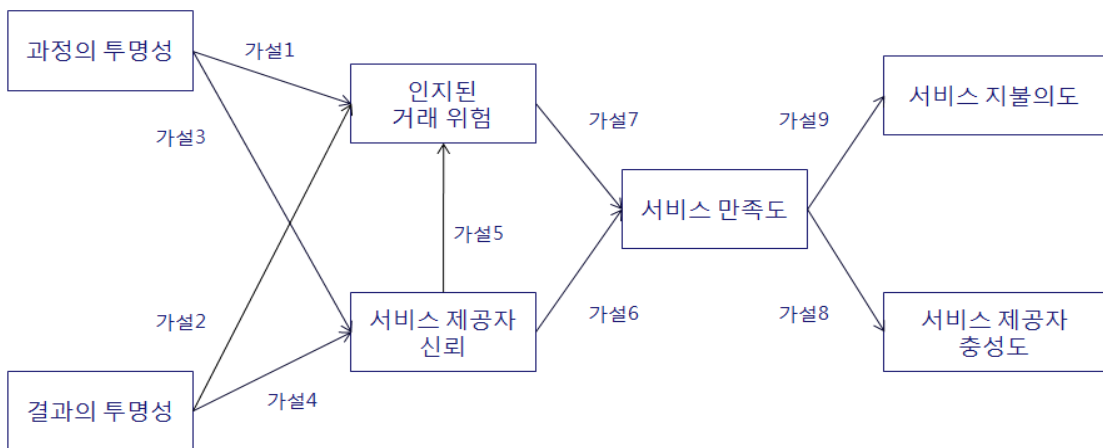 과정의 투명성
가설1
인지된
거래 위험
서비스 지불의도
가설3
가설7
가설9
서비스 만족도
가설5
가설2
서비스 제공자
신뢰
가설6
가설8
서비스 제공자
충성도
결과의 투명성
가설4